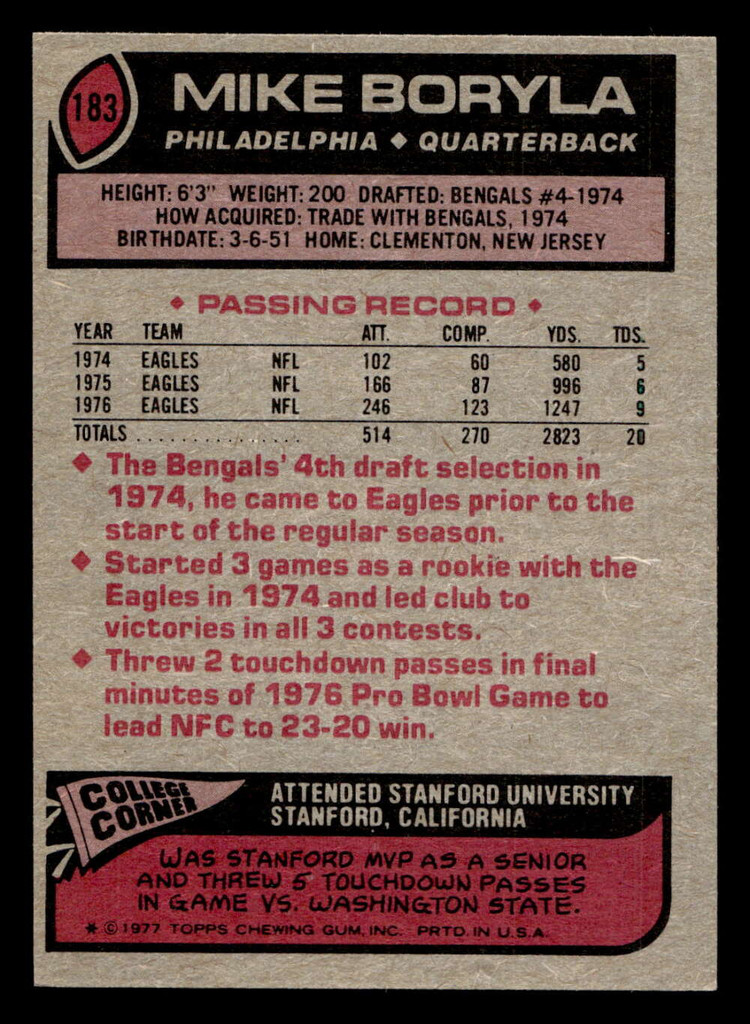 183
MIKE BORYLA
PHILADELPHIA ◆ QUARTERBACK
HEIGHT: 6'3" WEIGHT: 200 DRAFTED: BENGALS #4-1974
HOW ACQUIRED: TRADE WITH BENGALS, 1974
BIRTHDATE: 3-6-51 HOME: CLEMENTON, NEW JERSEY
◆ PASSING RECORD ◆
YEAR TEAM ATT. COMP. YDS. TDS.
1974 EAGLES NFL 102 60 580 5
1975 EAGLES NFL 166 87 996 6
1976 EAGLES NFL 246 123 1247 9
TOTALS ................ 514 270 2823 20
◆ The Bengals' 4th draft selection in
1974, he came to Eagles prior to the
start of the regular season.
◆ Started 3 games as a rookie with the
Eagles in 1974 and led club to
victories in all 3 contests.
◆ Threw 2 touchdown passes in final
minutes of 1976 Pro Bowl Game to
lead NFC to 23-20 win.
COLLEGE
CORNER
ATTENDED STANFORD UNIVERSITY
STANFORD, CALIFORNIA
WAS STANFORD MVP AS A SENIOR
AND THREW 5 TOUCHDOWN PASSES
IN GAME VS. WASHINGTON STATE.
* © 1977 TOPPS CHEWING GUM, INC. PRTD. IN U.S.A.